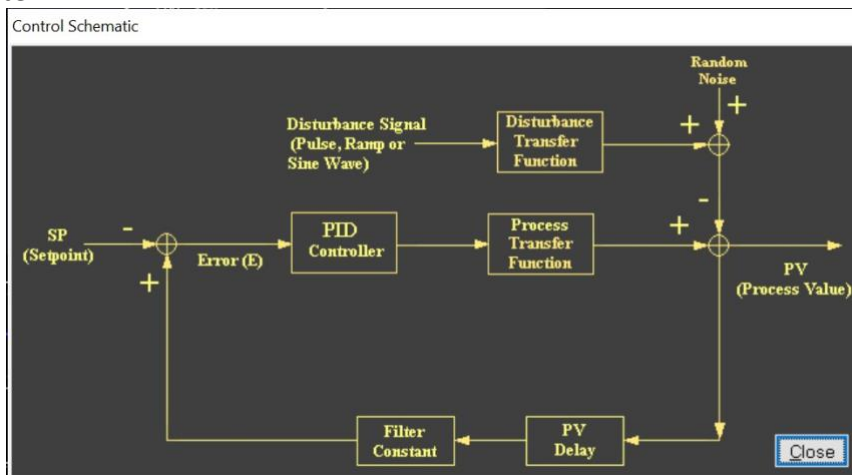 Control Schematic
Random
Noise
+
Disturbance Signal
(Pulse, Ramp or
Sine Wave)
Disturbance
Transfer
Function
+
-
SP
(Setpoint)
-
+
Error (E)
PID
Controller
Process
Transfer
Function
+
PV
(Process Value)
Filter
Constant
PV
Delay
Close